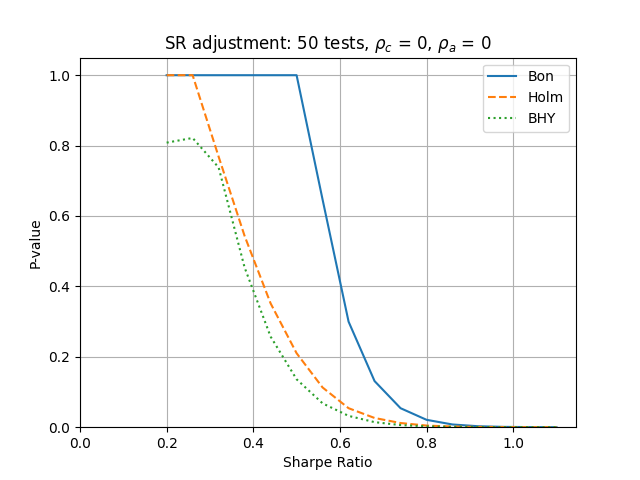 SR adjustment: 50 tests, ρc = 0, ρa = 0
Bon
Holm
BHY
P-value
1.0
0.8
0.6
0.4
0.2
0.0
0.0 0.2 0.4 0.6 0.8 1.0
Sharpe Ratio